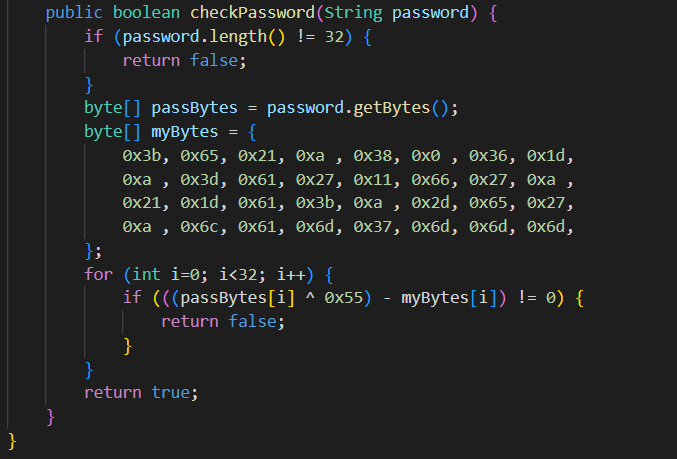 public boolean checkPassword(String password) {
if (password.length() != 32) {
return false;
}
byte[] passBytes = password.getBytes();
byte[] myBytes = {
0x3b, 0x65, 0x21, 0xa , 0x38, 0x0 , 0x36, 0x1d,
0xa , 0x3d, 0x61, 0x27, 0x11, 0x66, 0x27, 0xa ,
0x21, 0x1d, 0x61, 0x3b, 0xa , 0x2d, 0x65, 0x27,
0xa , 0x6c, 0x61, 0x6d, 0x37, 0x6d, 0x6d, 0x6d,
};
for (int i=0; i<32; i++) {
if (((passBytes[i] ^ 0x55) - myBytes[i]) != 0) {
return false;
}
}
return true;
}
}